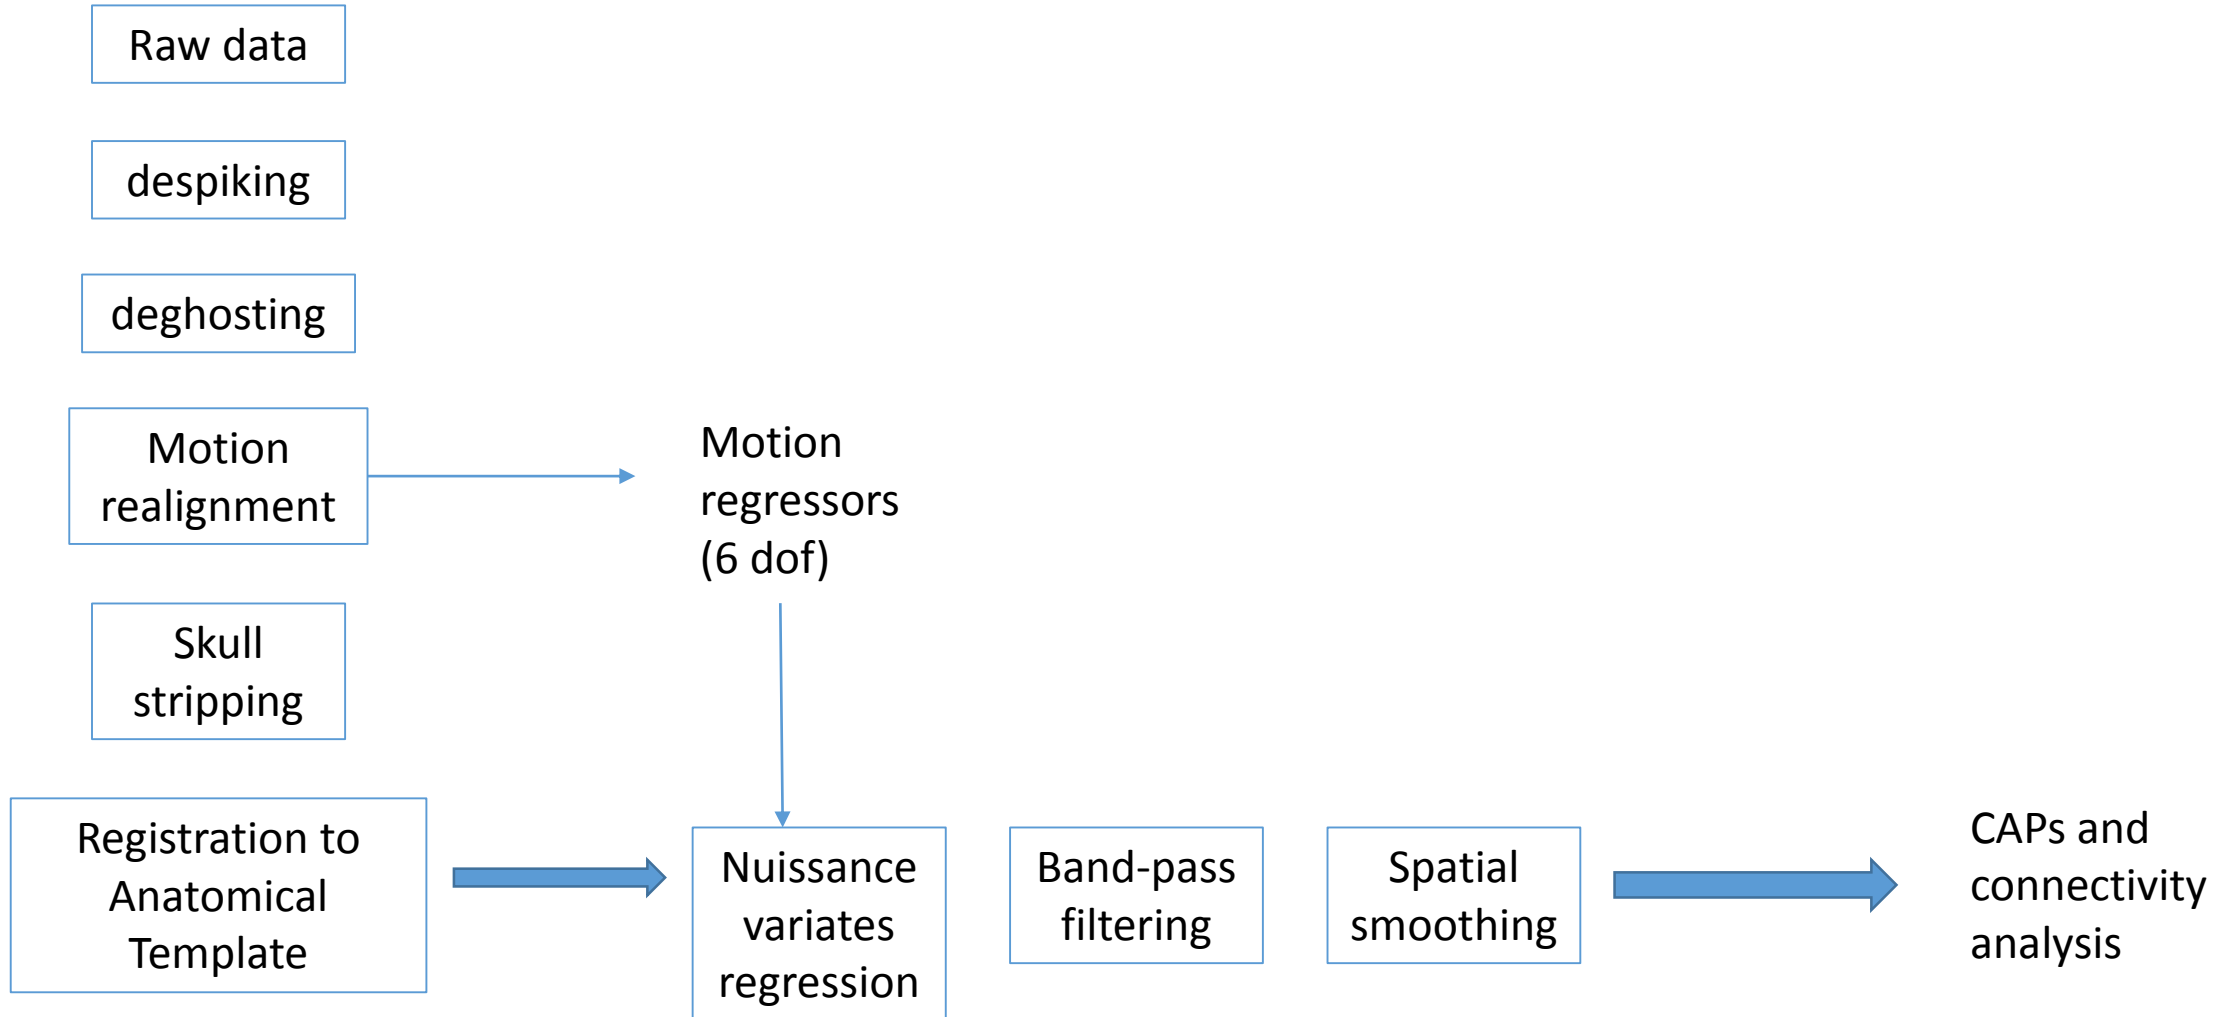 Raw data
despiking
deghosting
Motion
realignment
Motion
regressors
(6 dof)
Skull
stripping
Registration to
Anatomical
Template
Nuissance
variates
regression
Band-pass
filtering
Spatial
smoothing
CAPs and
connectivity
analysis